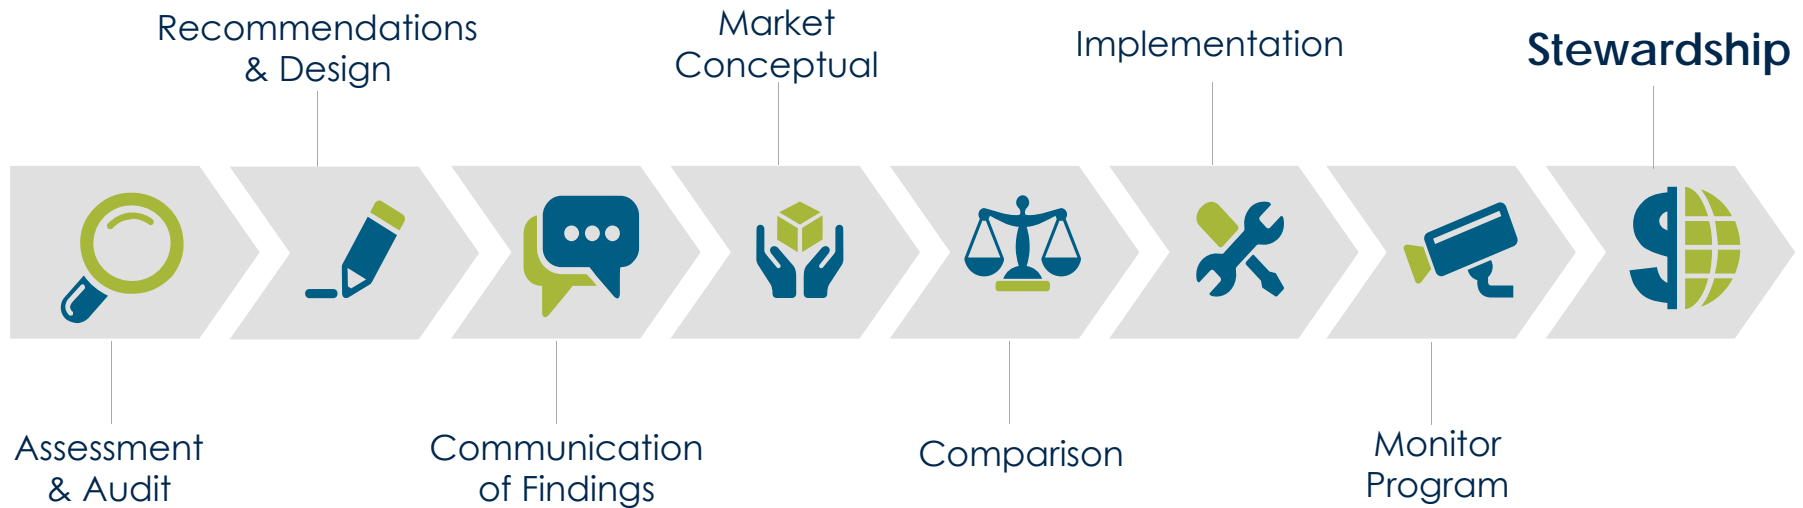 Recommendations
& Design
Market
Conceptual
Implementation
Stewardship
Assessment
& Audit
Communication
of Findings
Comparison
Monitor
Program